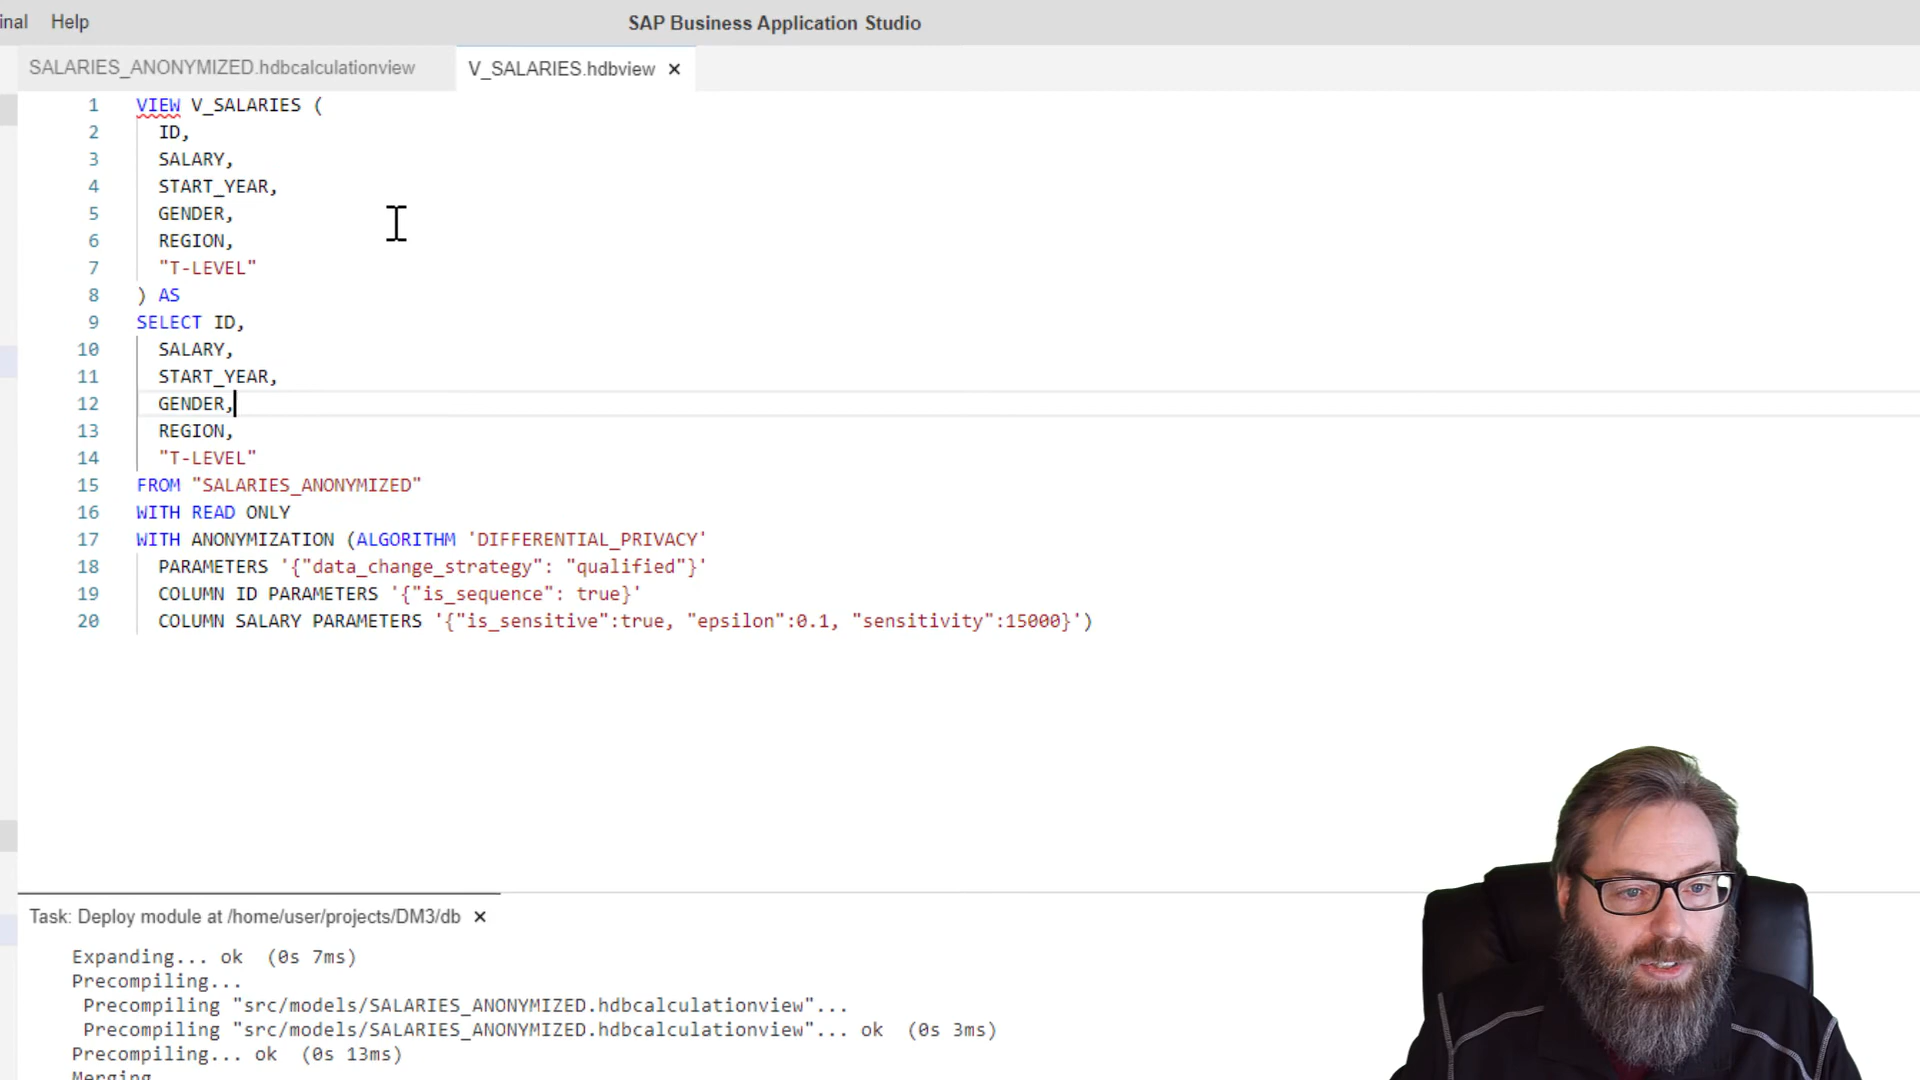 Help
SAP Business Application Studio
SALARIES_ANONYMIZED.hdbcalculationview
V_SALARIES.hdbview ×
1 VIEW V_SALARIES (
2 ID,
3 SALARY,
4 START_YEAR,
5 GENDER,
6 REGION,
7 "T-LEVEL"
8 ) AS
9 SELECT ID,
10 SALARY,
11 START_YEAR,
12 GENDER,
13 REGION,
14 "T-LEVEL"
15 FROM "SALARIES_ANONYMIZED"
16 WITH READ ONLY
17 WITH ANONYMIZATION (ALGORITHM 'DIFFERENTIAL_PRIVACY'
18 PARAMETERS '{"data_change_strategy": "qualified"}'
19 COLUMN ID PARAMETERS '{"is_sequence": true}'
20 COLUMN SALARY PARAMETERS '{"is_sensitive":true, "epsilon":0.1, "sensitivity":15000}')
Task: Deploy module at /home/user/projects/DM3/db ×
Expanding... ok (0s 7ms)
Precompiling...
Precompiling "src/models/SALARIES_ANONYMIZED.hdbcalculationview"...
Precompiling "src/models/SALARIES_ANONYMIZED.hdbcalculationview"... ok (0s 3ms)
Precompiling... ok (0s 13ms)